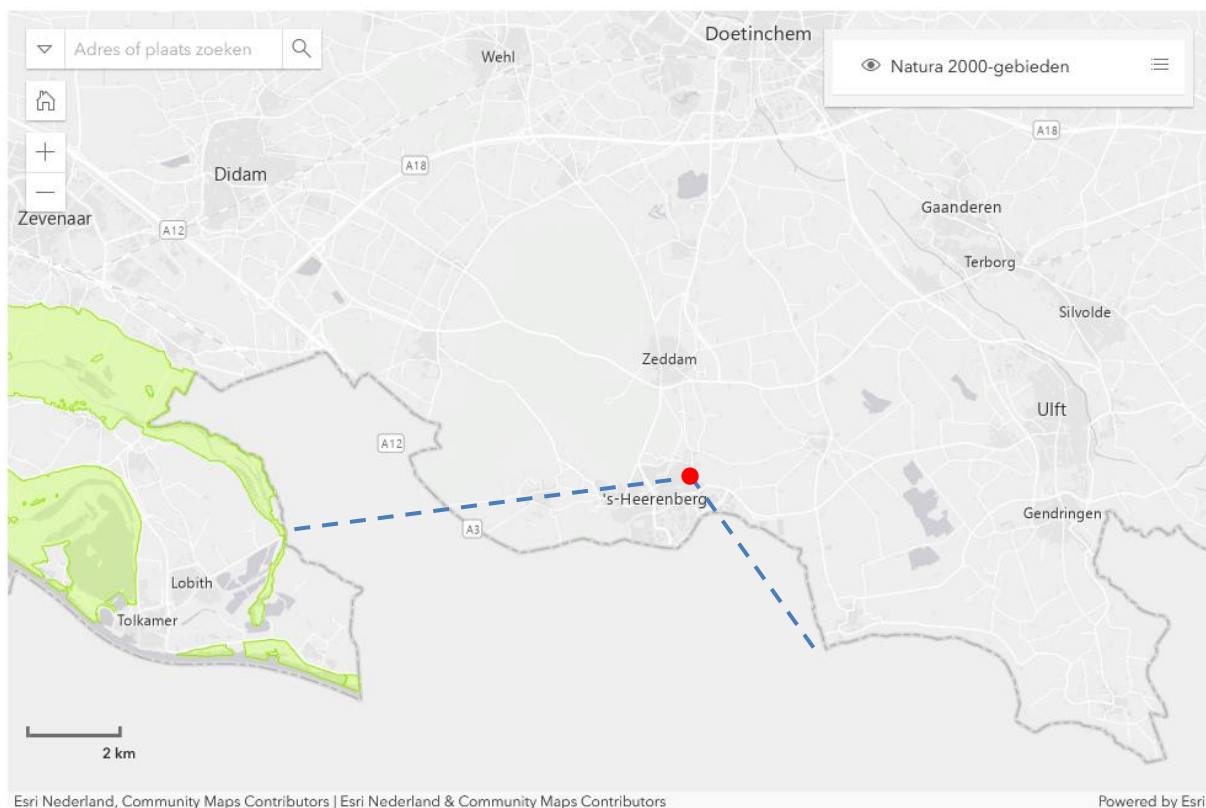 Doetinchem
Adres of plaats zoeken
Wehl
Natura 2000-gebieden
A18
A18
Didam
Gaanderen
Zevenaar
A12
Terborg
Silvolde
Zeddam
Ulft
A12
's-Heerenberg
Gendringen
A3
Lobith
Tolkamer
2 km
Esri Nederland, Community Maps Contributors | Esri Nederland & Community Maps Contributors
Powered by Esri